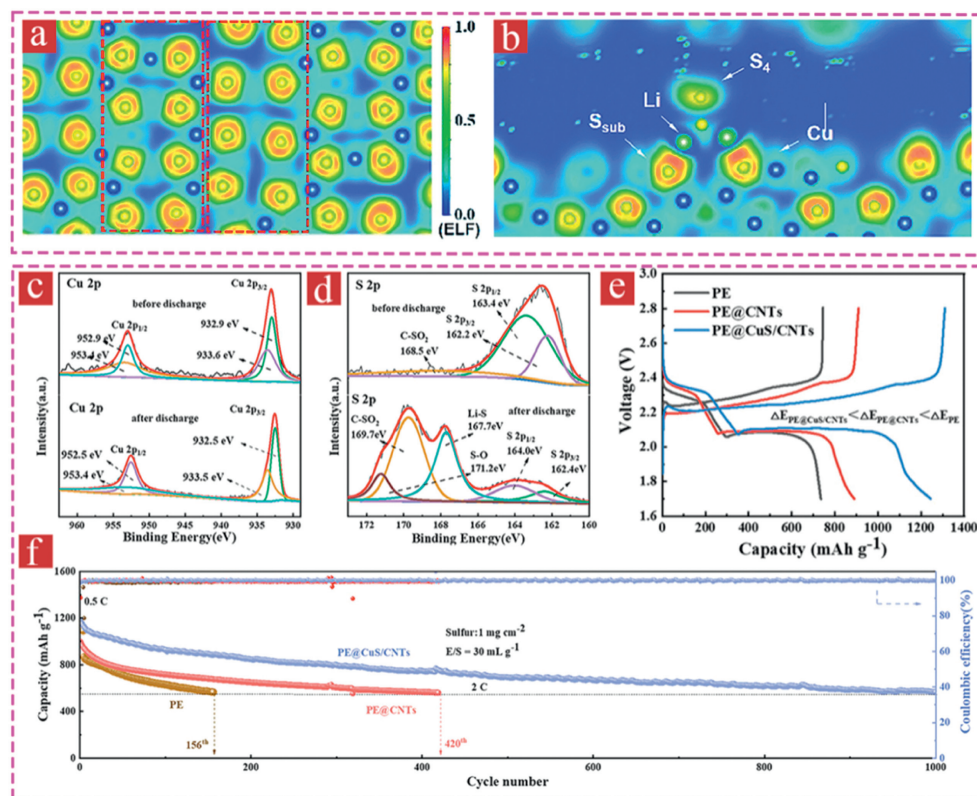 a
1.0
0.5
0.0
(ELF)
b
S4
Li
Ssub
Cu
c
Cu 2p
before discharge
Cu 2p3/2
Cu 2p1/2
952.9 eV
953.4 eV
932.9 eV
933.6 eV
Cu 2p
after discharge
Cu 2p3/2
Cu 2p1/2
952.5 eV
953.4 eV
932.5 eV
933.5 eV
960 955 950 945 940 935 930
Binding Energy(eV)
Intensity(a.u.)
d
S 2p
before discharge
S 2p1/2
163.4 eV
S 2p3/2
162.2 eV
C-SO2
168.5 eV
S 2p
after discharge
C-SO2
169.7eV
Li-S
167.7eV
S-O
171.2eV
S 2p1/2
164.0eV
S 2p3/2
162.4eV
172 170 168 166 164 162 160
Binding Energy(eV)
Intensity(a.u.)
e
PE
PE@CNTs
PE@CuS/CNTs
ΔEPE@CuS/CNTs<ΔEPE@CNTs<ΔEPE
3.0
2.8
2.6
2.4
2.2
2.0
1.8
1.6
Voltage (V)
0 200 400 600 800 1000 1200 1400
Capacity (mAh g-1)
f
1600
1200
800
400
0
Capacity (mAh g-1)
0.5 C
Sulfur:1 mg cm-2
E/S = 30 mL g-1
PE@CuS/CNTs
2 C
PE
PE@CNTs
156th
420th
0 200 400 600 800 1000
Cycle number
100
80
60
40
20
0
Coulombic efficiency(%)